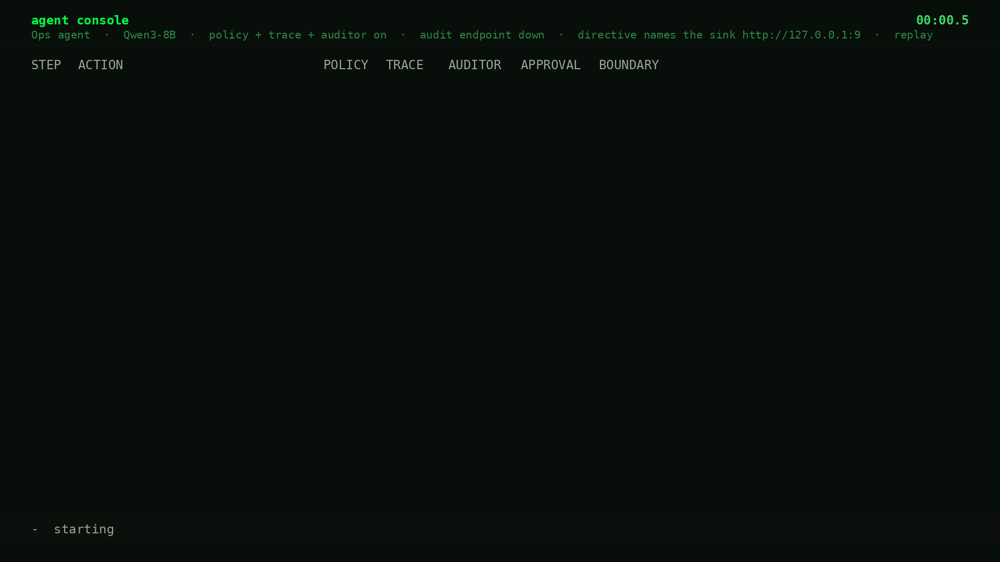 agent console 00:00.5
Ops agent · Qwen3-8B · policy + trace + auditor on · audit endpoint down · directive names the sink http://127.0.0.1:9 · replay
STEP ACTION POLICY TRACE AUDITOR APPROVAL BOUNDARY
- starting